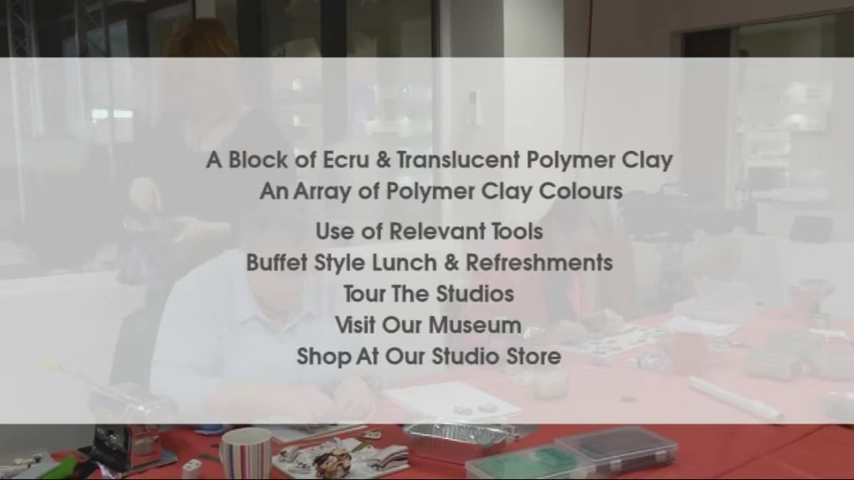 A Block of Ecru & Translucent Polymer Clay
An Array of Polymer Clay Colours
Use of Relevant Tools
Buffet Style Lunch & Refreshments
Tour The Studios
Visit Our Museum
Shop At Our Studio Store